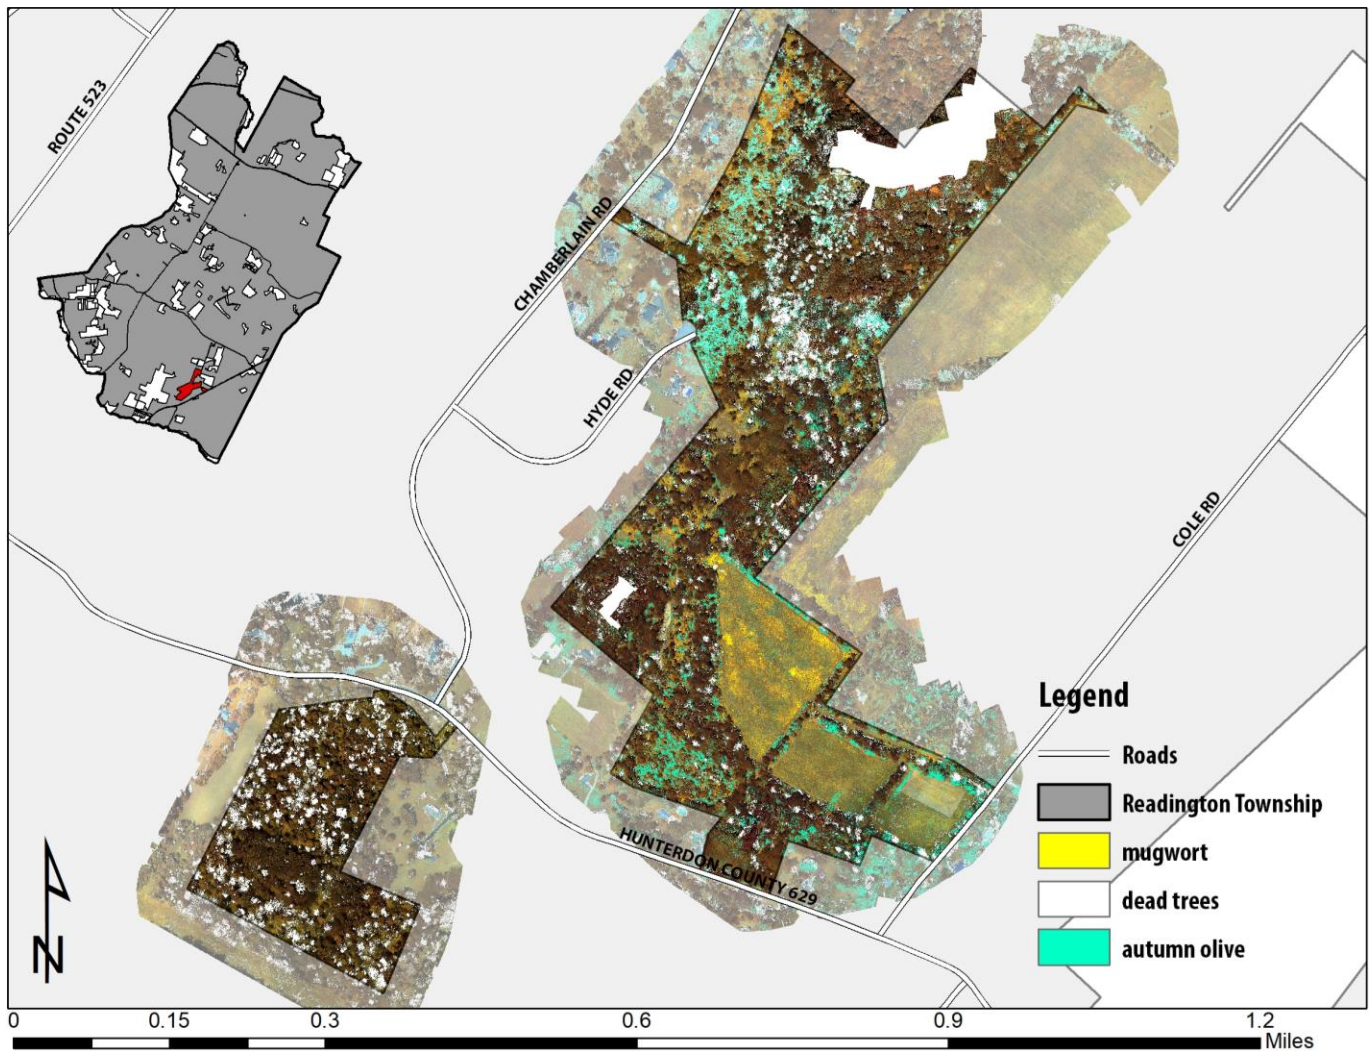 ROUTE 523
CHAMBERLAIN RD
HYDE RD
COLE RD
HUNTERDON COUNTY 629
Legend
Roads
Readington Township
mugwort
dead trees
autumn olive
N
0 0.15 0.3 0.6 0.9 1.2
Miles